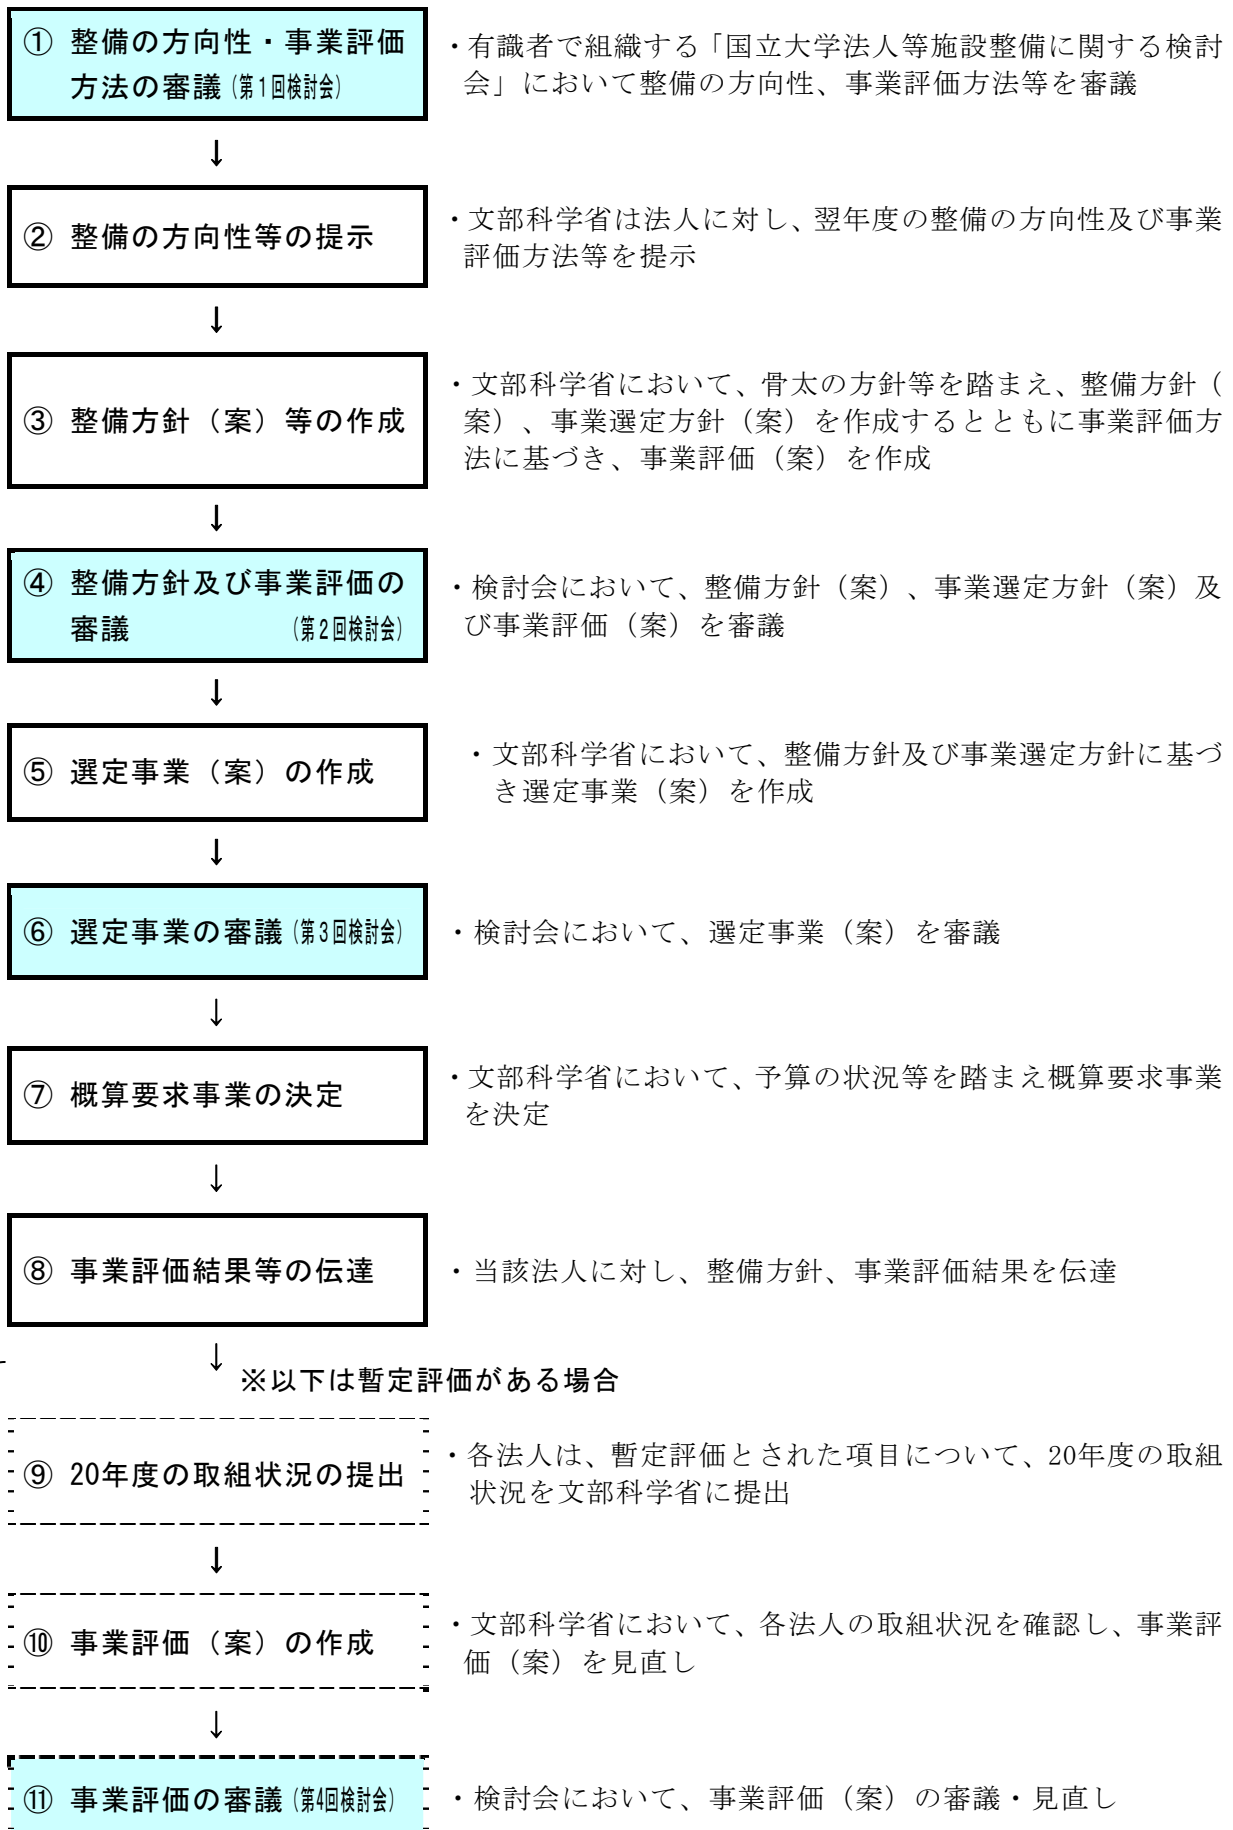 ① 整備の方向性・事業評価
方法の審議(第1回検討会)
・有識者で組織する「国立大学法人等施設整備に関する検討
会」において整備の方向性、事業評価方法等を審議
↓
② 整備の方向性等の提示
・文部科学省は法人に対し、翌年度の整備の方向性及び事業
評価方法等を提示
↓
③ 整備方針（案）等の作成
・文部科学省において、骨太の方針等を踏まえ、整備方針（
案）、事業選定方針（案）を作成するとともに事業評価方
法に基づき、事業評価（案）を作成
↓
④ 整備方針及び事業評価の
審議 (第２回検討会)
・検討会において、整備方針（案）、事業選定方針（案）及
び事業評価（案）を審議
↓
⑤ 選定事業（案）の作成
・文部科学省において、整備方針及び事業選定方針に基づ
き選定事業（案）を作成
↓
⑥ 選定事業の審議(第３回検討会)
・検討会において、選定事業（案）を審議
↓
⑦ 概算要求事業の決定
・文部科学省において、予算の状況等を踏まえ概算要求事業
を決定
↓
⑧ 事業評価結果等の伝達
・当該法人に対し、整備方針、事業評価結果を伝達
↓
※以下は暫定評価がある場合
⑨ 20年度の取組状況の提出
・各法人は、暫定評価とされた項目について、20年度の取組
状況を文部科学省に提出
↓
⑩ 事業評価（案）の作成
・文部科学省において、各法人の取組状況を確認し、事業評
価（案）を見直し
↓
⑪ 事業評価の審議(第4回検討会)
・検討会において、事業評価（案）の審議・見直し